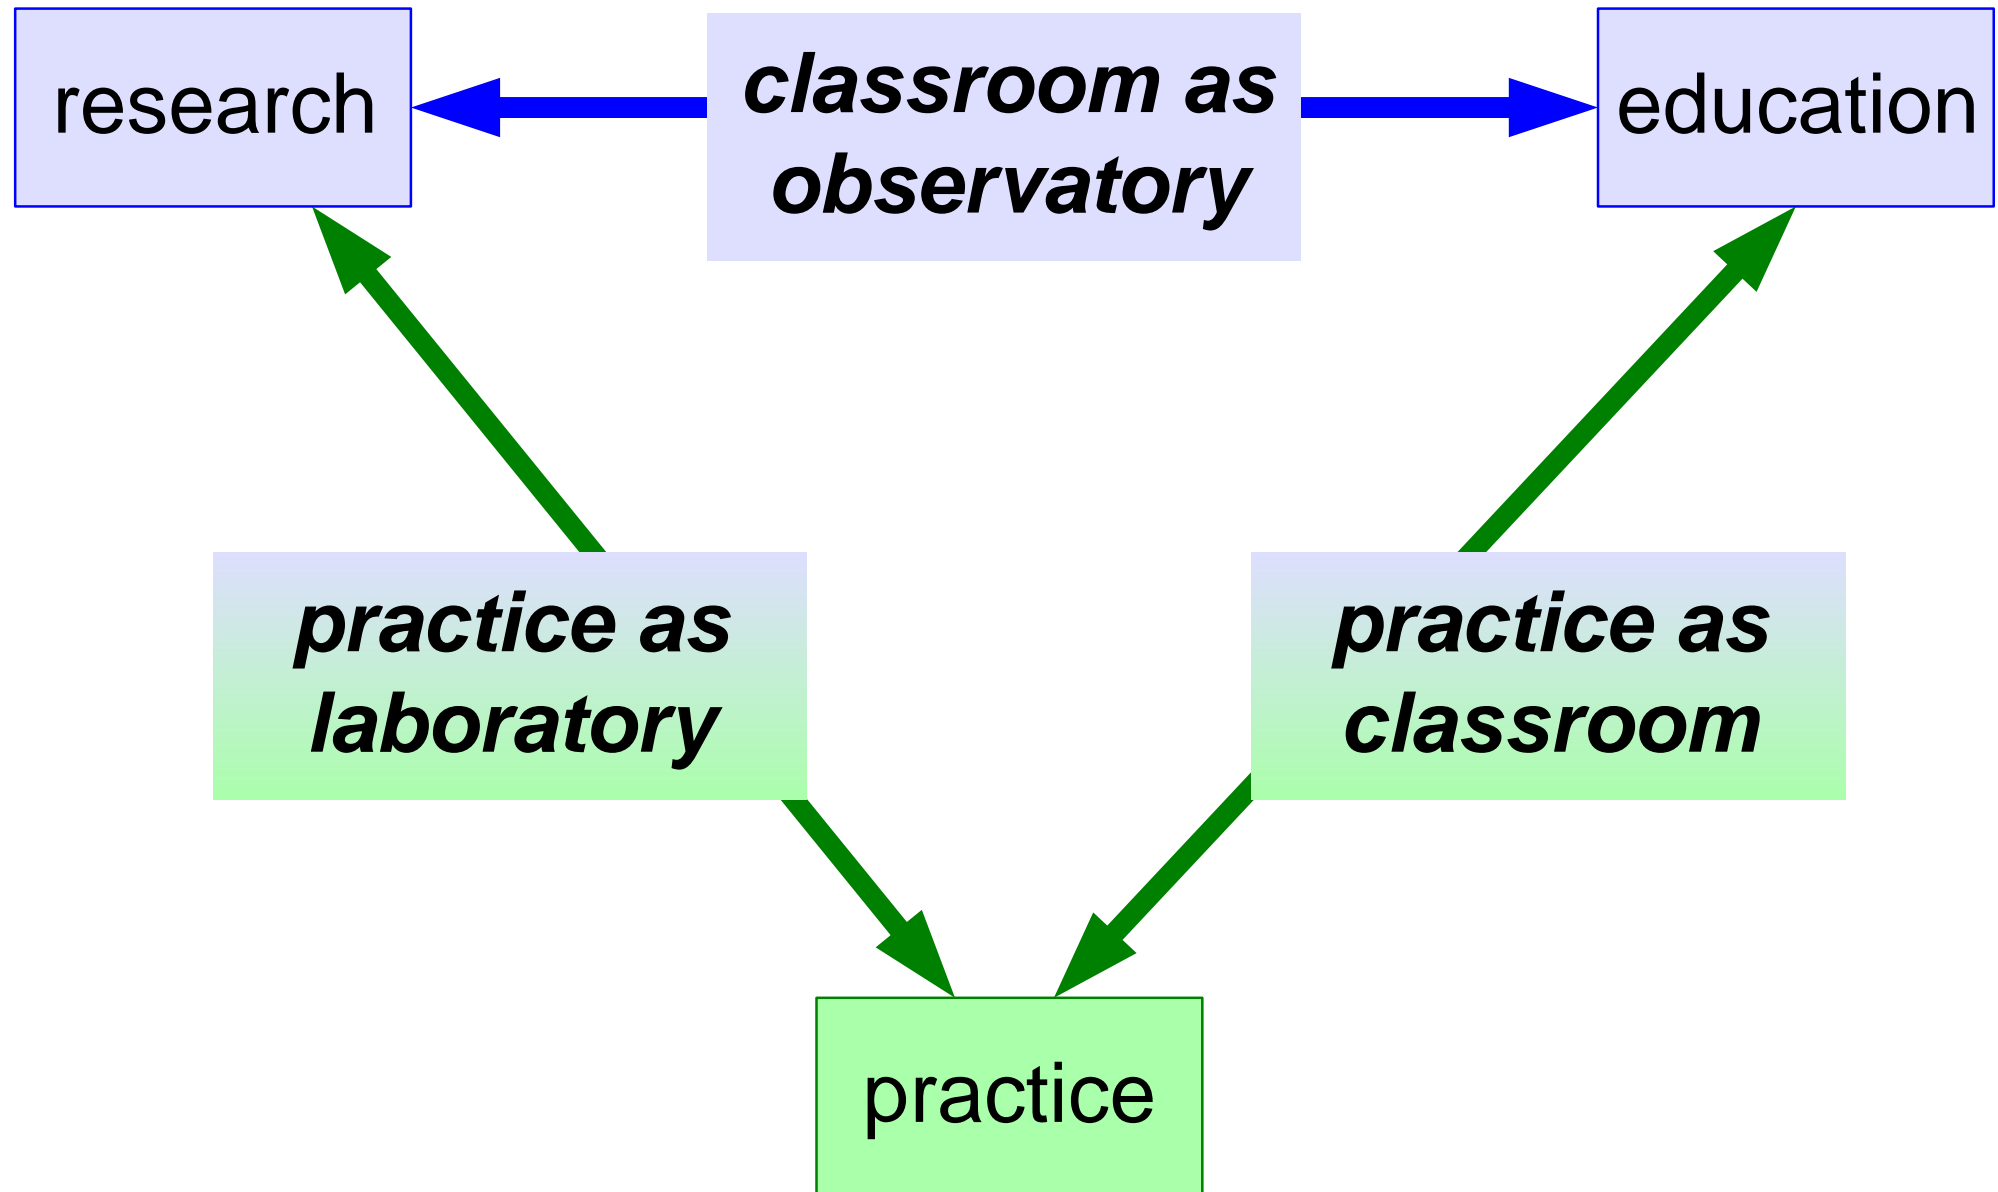 research
classroom as
observatory
education
practice as
laboratory
practice as
classroom
practice